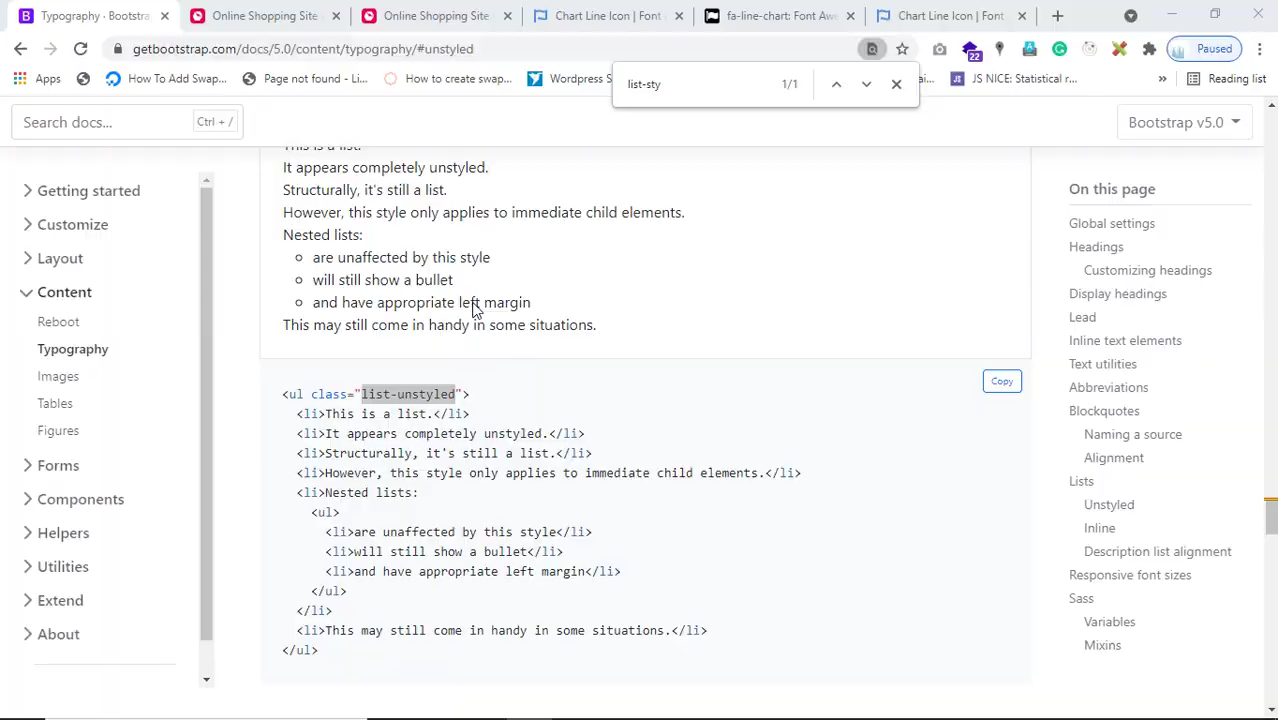 Typography · Bootstra
Online Shopping Site
Online Shopping Site
Chart Line Icon | Font
fa-line-chart: Font Awe
Chart Line Icon | Font
getbootstrap.com/docs/5.0/content/typography/#unstyled
22
Paused
Apps
How To Add Swap...
Page not found - Lin...
How to create swap...
Wordpress S
JS NICE: Statistical r...
»
Reading list
list-sty
1/1
Search docs...
Ctrl + /
Bootstrap v5.0
Getting started
Customize
Layout
Content
Reboot
Typography
Images
Tables
Figures
Forms
Components
Helpers
Utilities
Extend
About
This is a list.
It appears completely unstyled.
Structurally, it's still a list.
However, this style only applies to immediate child elements.
Nested lists:
are unaffected by this style
will still show a bullet
and have appropriate left margin
This may still come in handy in some situations.
Copy
<ul class="list-unstyled">
<li>This is a list.</li>
<li>It appears completely unstyled.</li>
<li>Structurally, it's still a list.</li>
<li>However, this style only applies to immediate child elements.</li>
<li>Nested lists:
<ul>
<li>are unaffected by this style</li>
<li>will still show a bullet</li>
<li>and have appropriate left margin</li>
</ul>
</li>
<li>This may still come in handy in some situations.</li>
</ul>
On this page
Global settings
Headings
Customizing headings
Display headings
Lead
Inline text elements
Text utilities
Abbreviations
Blockquotes
Naming a source
Alignment
Lists
Unstyled
Inline
Description list alignment
Responsive font sizes
Sass
Variables
Mixins